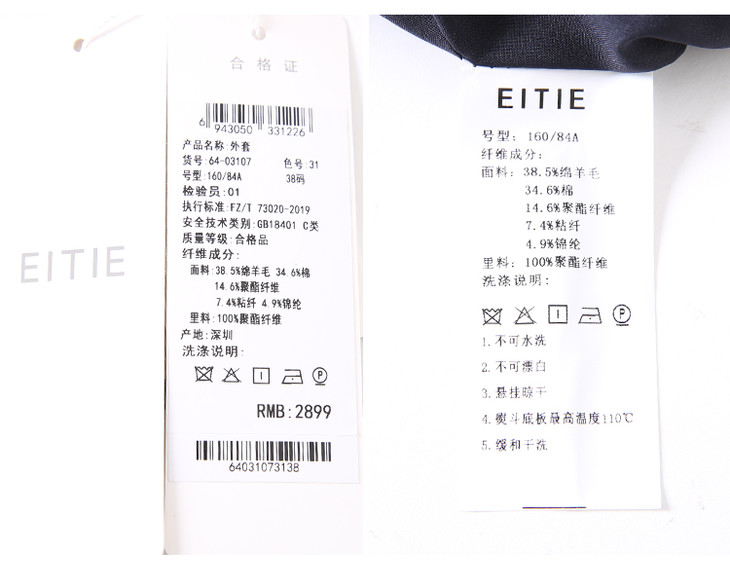 EITIE
合格证
6 943050 331226
产品名称:外套
货号:64-03107 色号:31
号型:160/84A 38码
检验员:01
执行标准:FZ/T 73020-2019
安全技术类别:GB18401 C类
质量等级:合格品
纤维成分:
面料:38.5%绵羊毛 34.6%棉
14.6%聚酯纤维
7.4%粘纤 4.9%锦纶
里料:100%聚酯纤维
产地:深圳
洗涤说明:
P
RMB:2899
64031073138
EITIE
号型: 160/84A
纤维成分:
面料: 38.5%绵羊毛
34.6%棉
14.6%聚酯纤维
7.4%粘纤
4.9%锦纶
里料: 100%聚酯纤维
洗涤说明:
P
1.不可水洗
2.不可漂白
3.悬挂晾干
4.熨斗底板最高温度110℃
5.缓和干洗